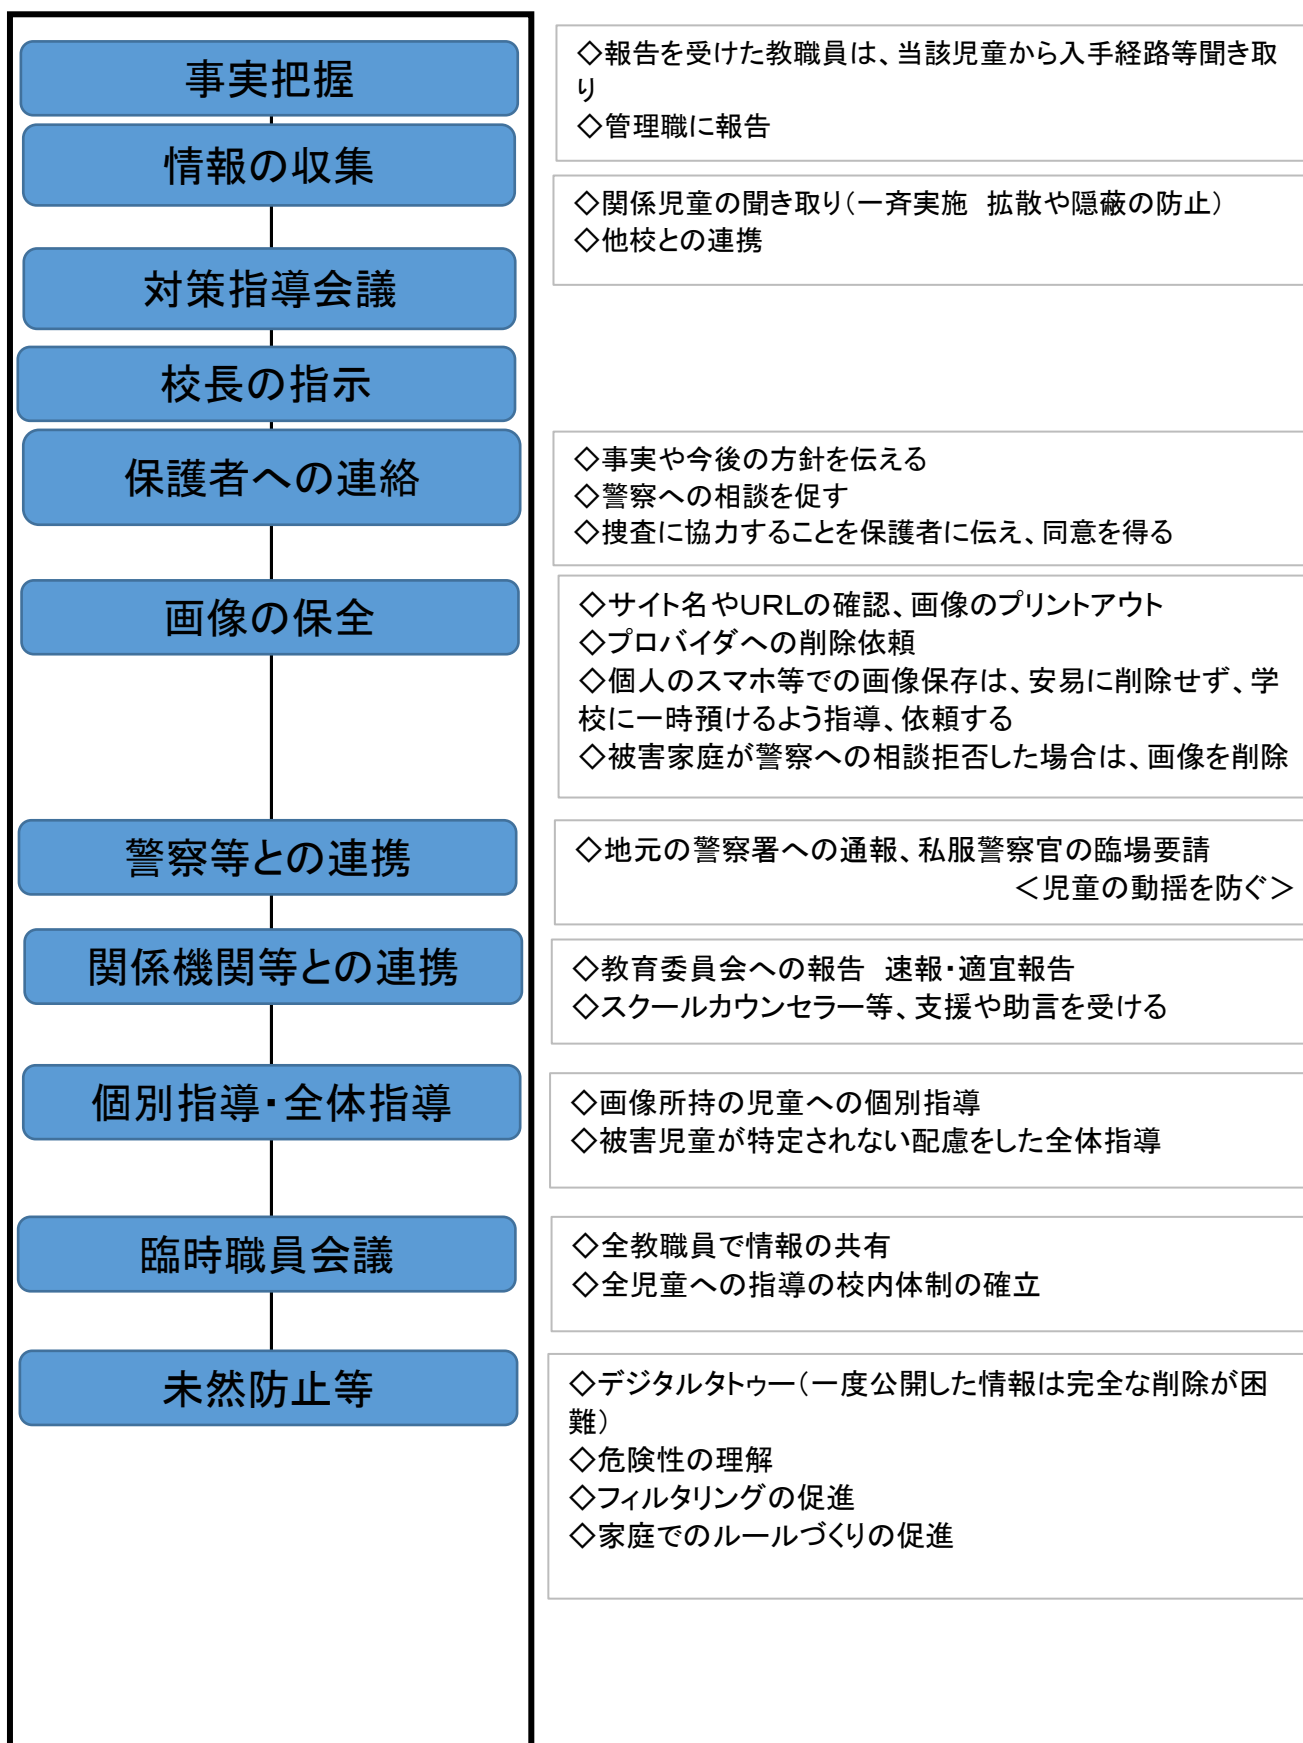 事実把握
◇報告を受けた教職員は、当該児童から入手経路等聞き取
り
◇管理職に報告
情報の収集
◇関係児童の聞き取り（一斉実施　拡散や隠蔽の防止）
◇他校との連携
対策指導会議
校長の指示
保護者への連絡
◇事実や今後の方針を伝える
◇警察への相談を促す
◇捜査に協力することを保護者に伝え、同意を得る
画像の保全
◇サイト名やＵＲＬの確認、画像のプリントアウト
◇プロバイダへの削除依頼
◇個人のスマホ等での画像保存は、安易に削除せず、学
校に一時預けるよう指導、依頼する
◇被害家庭が警察への相談拒否した場合は、画像を削除
警察等との連携
◇地元の警察署への通報、私服警察官の臨場要請
＜児童の動揺を防ぐ＞
関係機関等との連携
◇教育委員会への報告　速報・適宜報告
◇スクールカウンセラー等、支援や助言を受ける
個別指導・全体指導
◇画像所持の児童への個別指導
◇被害児童が特定されない配慮をした全体指導
臨時職員会議
◇全教職員で情報の共有
◇全児童への指導の校内体制の確立
未然防止等
◇デジタルタトゥー（一度公開した情報は完全な削除が困
難）
◇危険性の理解
◇フィルタリングの促進
◇家庭でのルールづくりの促進